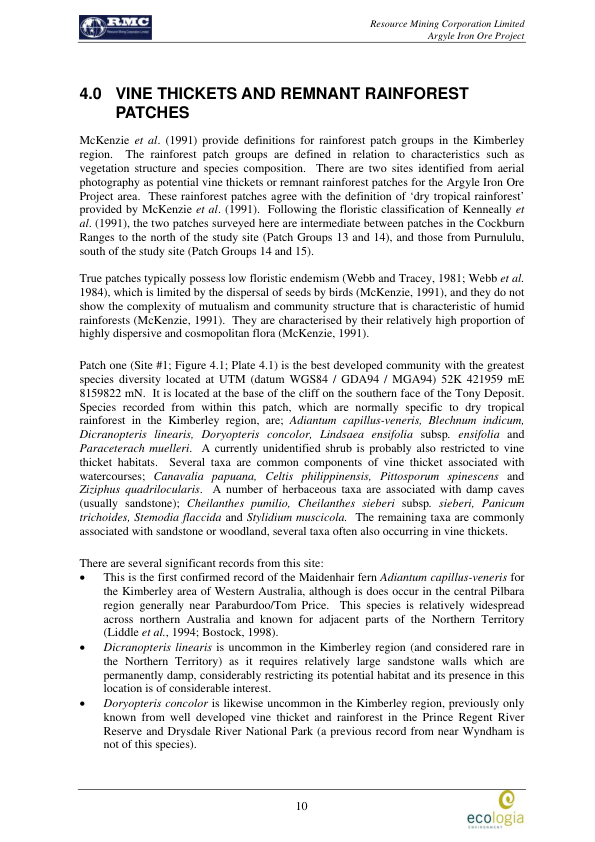 RMC
Resource Mining Corporation Limited
Resource Mining Corporation Limited
Argyle Iron Ore Project
4.0 VINE THICKETS AND REMNANT RAINFOREST
PATCHES
McKenzie et al. (1991) provide definitions for rainforest patch groups in the Kimberley
region. The rainforest patch groups are defined in relation to characteristics such as
vegetation structure and species composition. There are two sites identified from aerial
photography as potential vine thickets or remnant rainforest patches for the Argyle Iron Ore
Project area. These rainforest patches agree with the definition of ‘dry tropical rainforest’
provided by McKenzie et al. (1991). Following the floristic classification of Kenneally et
al. (1991), the two patches surveyed here are intermediate between patches in the Cockburn
Ranges to the north of the study site (Patch Groups 13 and 14), and those from Purnululu,
south of the study site (Patch Groups 14 and 15).
True patches typically possess low floristic endemism (Webb and Tracey, 1981; Webb et al.
1984), which is limited by the dispersal of seeds by birds (McKenzie, 1991), and they do not
show the complexity of mutualism and community structure that is characteristic of humid
rainforests (McKenzie, 1991). They are characterised by their relatively high proportion of
highly dispersive and cosmopolitan flora (McKenzie, 1991).
Patch one (Site #1; Figure 4.1; Plate 4.1) is the best developed community with the greatest
species diversity located at UTM (datum WGS84 / GDA94 / MGA94) 52K 421959 mE
8159822 mN. It is located at the base of the cliff on the southern face of the Tony Deposit.
Species recorded from within this patch, which are normally specific to dry tropical
rainforest in the Kimberley region, are; Adiantum capillus-veneris, Blechnum indicum,
Dicranopteris linearis, Doryopteris concolor, Lindsaea ensifolia subsp. ensifolia and
Paraceterach muelleri. A currently unidentified shrub is probably also restricted to vine
thicket habitats. Several taxa are common components of vine thicket associated with
watercourses; Canavalia papuana, Celtis philippinensis, Pittosporum spinescens and
Ziziphus quadrilocularis. A number of herbaceous taxa are associated with damp caves
(usually sandstone); Cheilanthes pumilio, Cheilanthes sieberi subsp. sieberi, Panicum
trichoides, Stemodia flaccida and Stylidium muscicola. The remaining taxa are commonly
associated with sandstone or woodland, several taxa often also occurring in vine thickets.
There are several significant records from this site:
• This is the first confirmed record of the Maidenhair fern Adiantum capillus-veneris for
the Kimberley area of Western Australia, although is does occur in the central Pilbara
region generally near Paraburdoo/Tom Price. This species is relatively widespread
across northern Australia and known for adjacent parts of the Northern Territory
(Liddle et al., 1994; Bostock, 1998).
• Dicranopteris linearis is uncommon in the Kimberley region (and considered rare in
the Northern Territory) as it requires relatively large sandstone walls which are
permanently damp, considerably restricting its potential habitat and its presence in this
location is of considerable interest.
• Doryopteris concolor is likewise uncommon in the Kimberley region, previously only
known from well developed vine thicket and rainforest in the Prince Regent River
Reserve and Drysdale River National Park (a previous record from near Wyndham is
not of this species).
10
ecologia
ENVIRONMENT